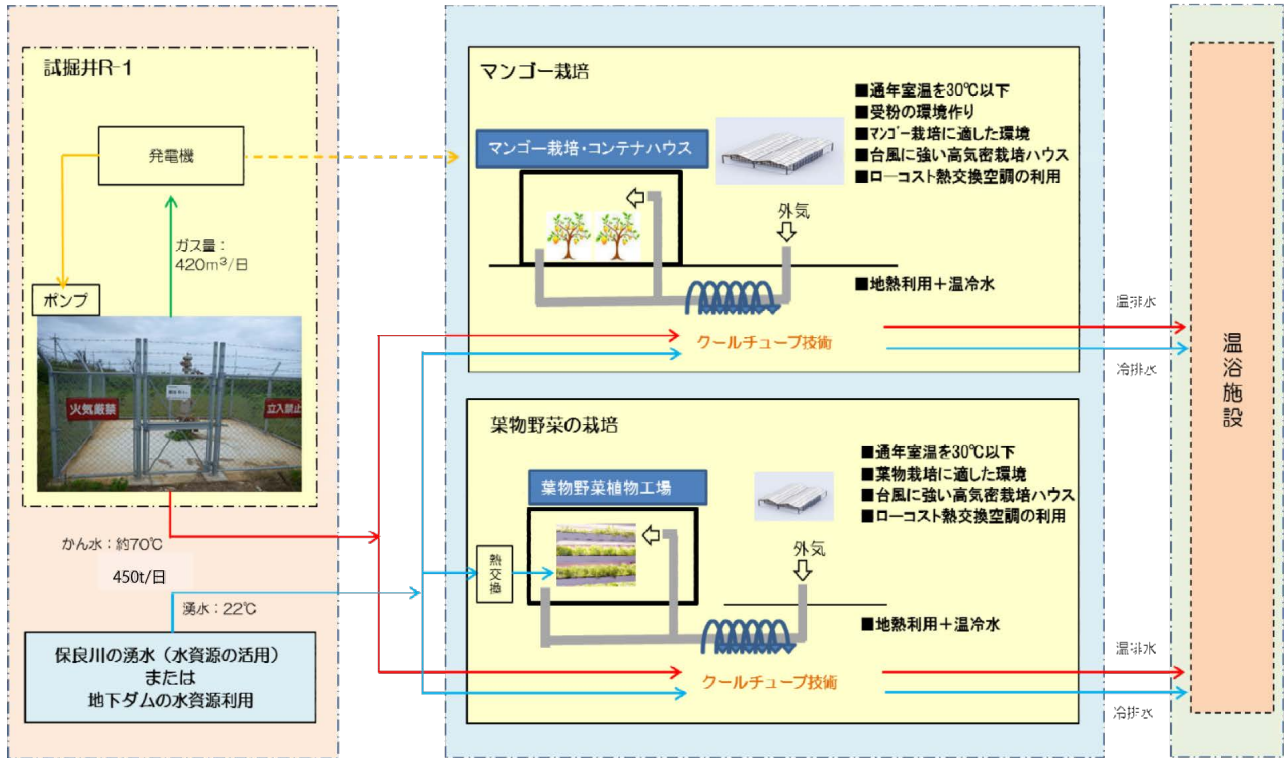 試掘井R-1
発電機
ガス量：
420m³/日
ポンプ
火気厳禁
立入禁止
かん水：約70℃
450t/日
湧水：22℃
保良川の湧水（水資源の活用）
または
地下ダムの水資源利用
マンゴー栽培
■通年室温を30℃以下
■受粉の環境作り
■マンゴー栽培に適した環境
■台風に強い高気密栽培ハウス
■ローコスト熱交換空調の利用
マンゴー栽培・コンテナハウス
外気
■地熱利用＋温冷水
クールチューブ技術
温排水
冷排水
葉物野菜の栽培
■通年室温を30℃以下
■葉物栽培に適した環境
■台風に強い高気密栽培ハウス
■ローコスト熱交換空調の利用
葉物野菜植物工場
熱交換
外気
■地熱利用＋温冷水
クールチューブ技術
温排水
冷排水
温浴施設